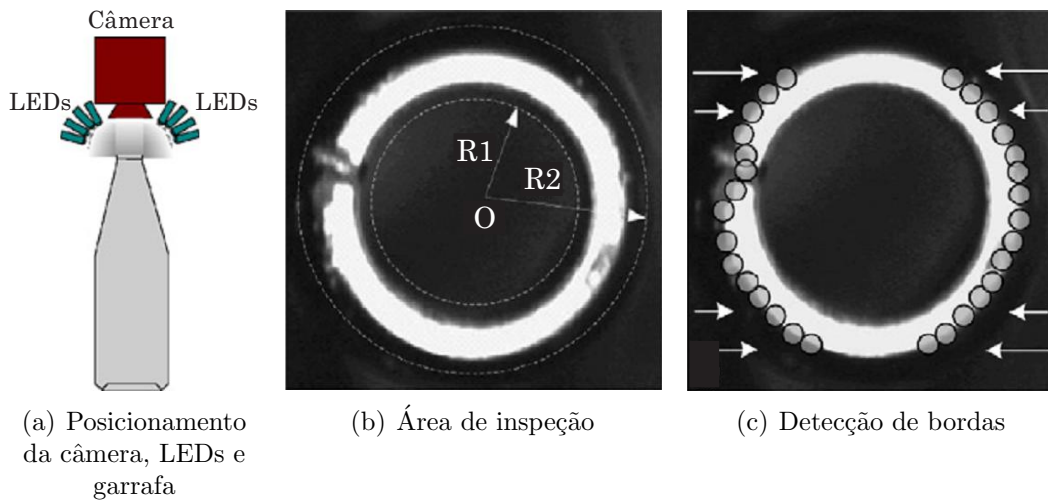 Câmera
LEDs
LEDs
R1
R2
O
(a) Posicionamento
da câmera, LEDs e
garrafa
(b) Área de inspeção
(c) Detecção de bordas